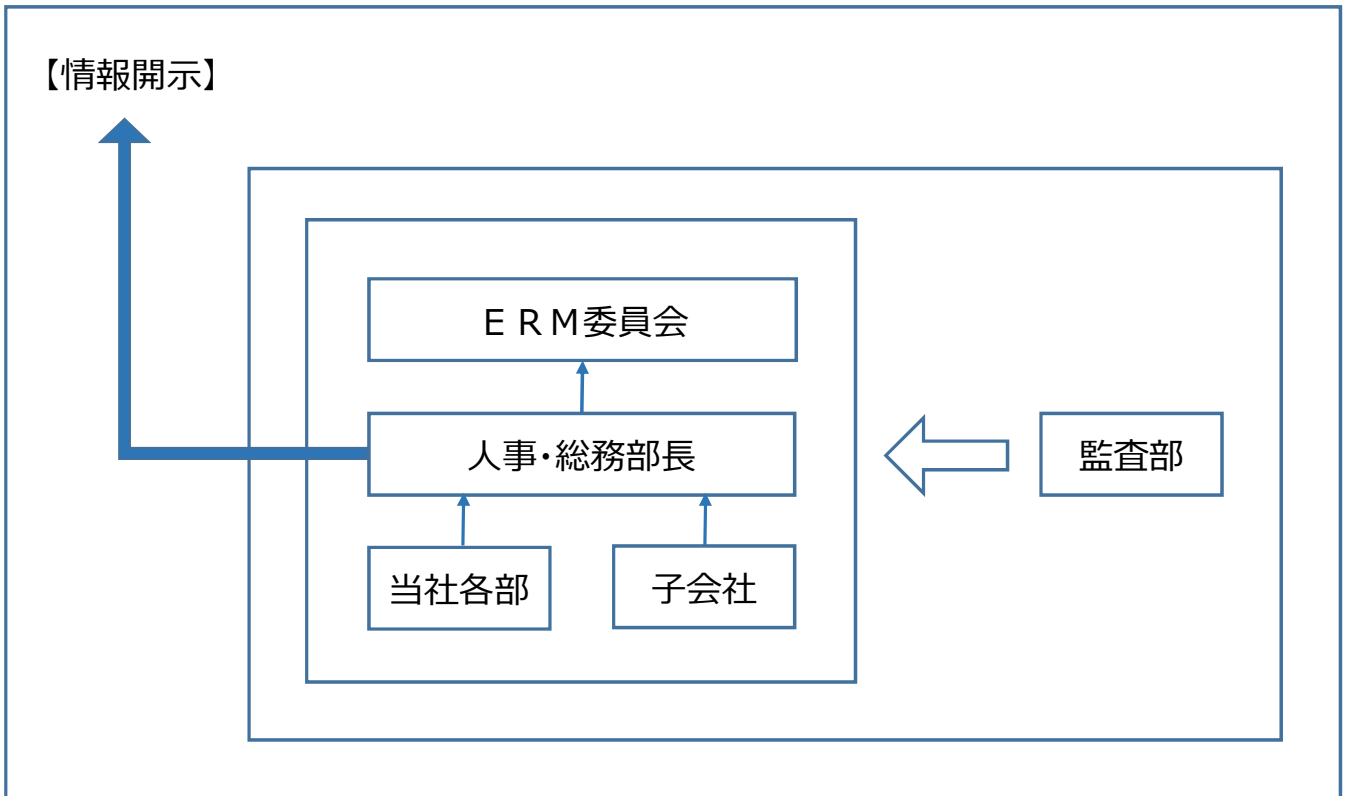 【情報開示】
ＥＲＭ委員会
人事・総務部長
監査部
当社各部
子会社